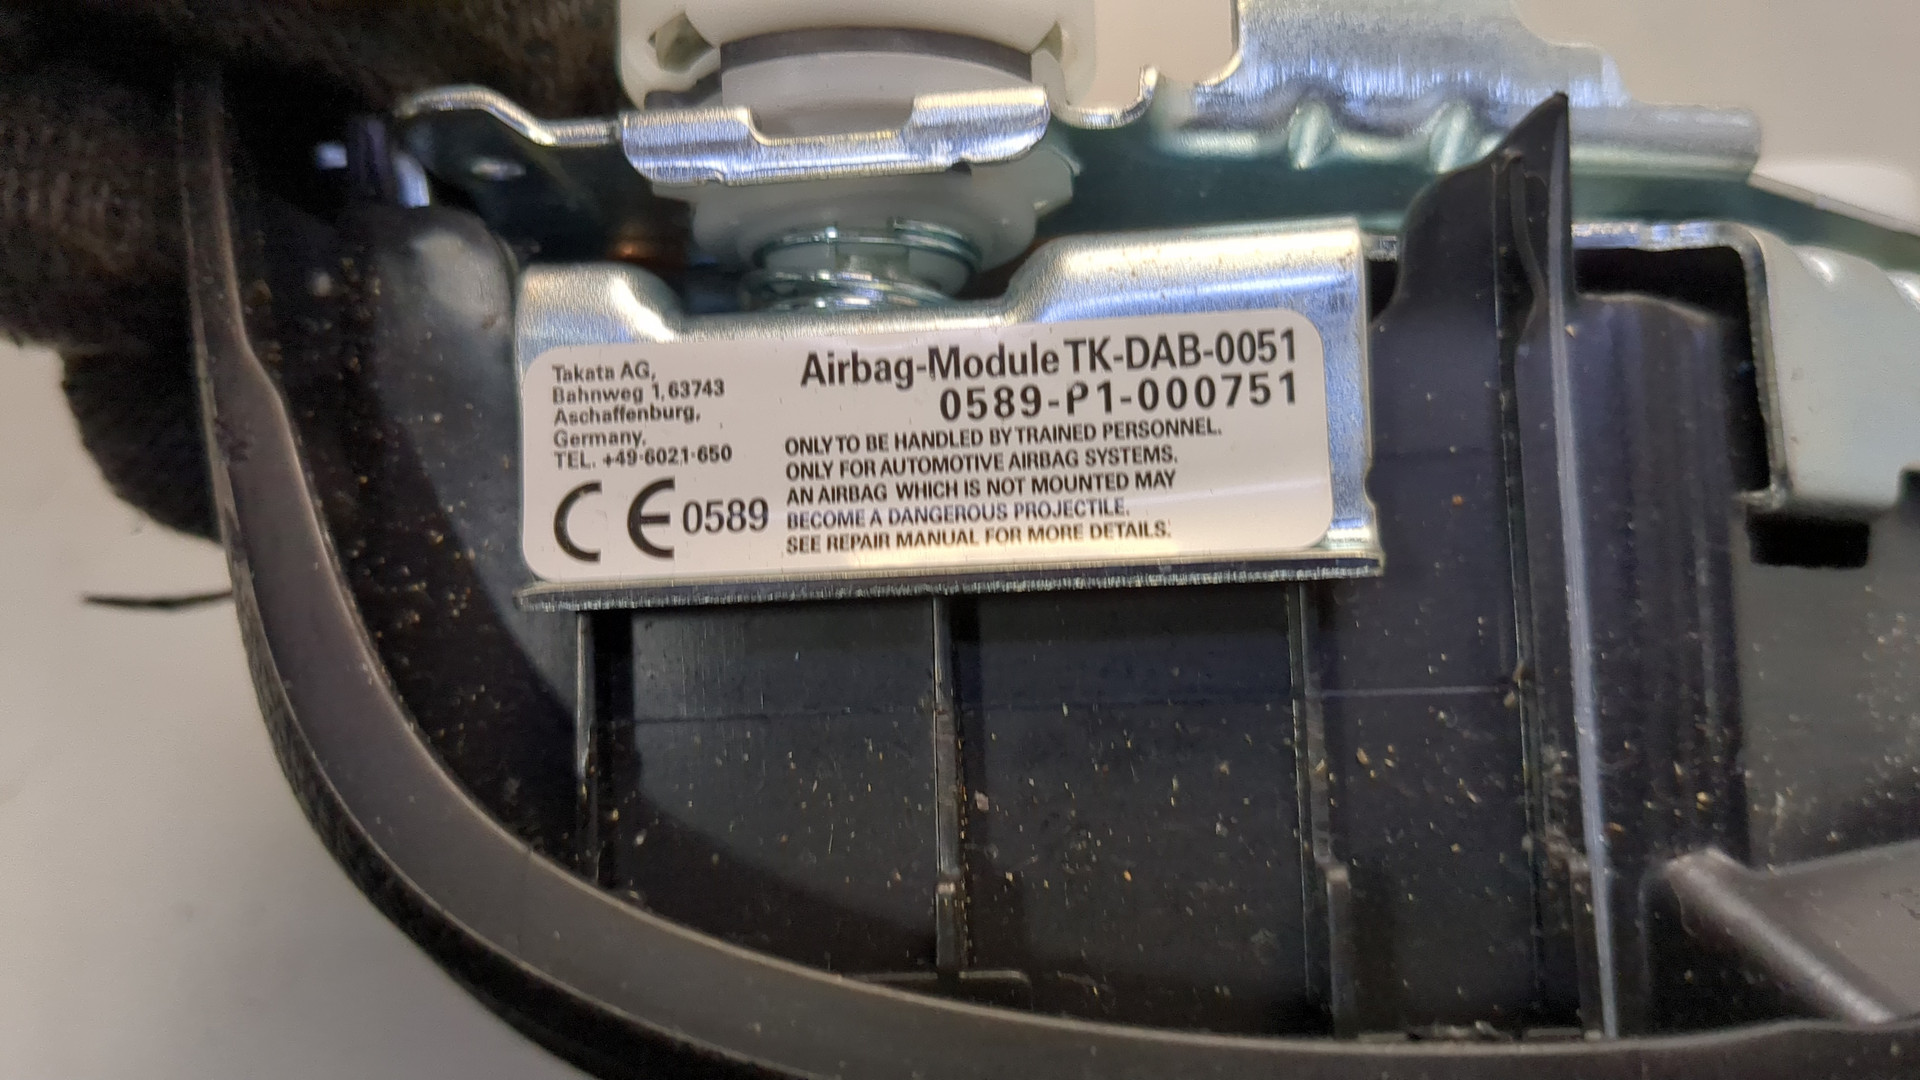 Takata AG,
Bahnweg 1, 63743
Aschaffenburg,
Germany.
TEL. +49-6021-650
CE 0589
Airbag-Module TK-DAB-0051
0589-P1-000751
ONLY TO BE HANDLED BY TRAINED PERSONNEL.
ONLY FOR AUTOMOTIVE AIRBAG SYSTEMS.
AN AIRBAG WHICH IS NOT MOUNTED MAY
BECOME A DANGEROUS PROJECTILE.
SEE REPAIR MANUAL FOR MORE DETAILS.